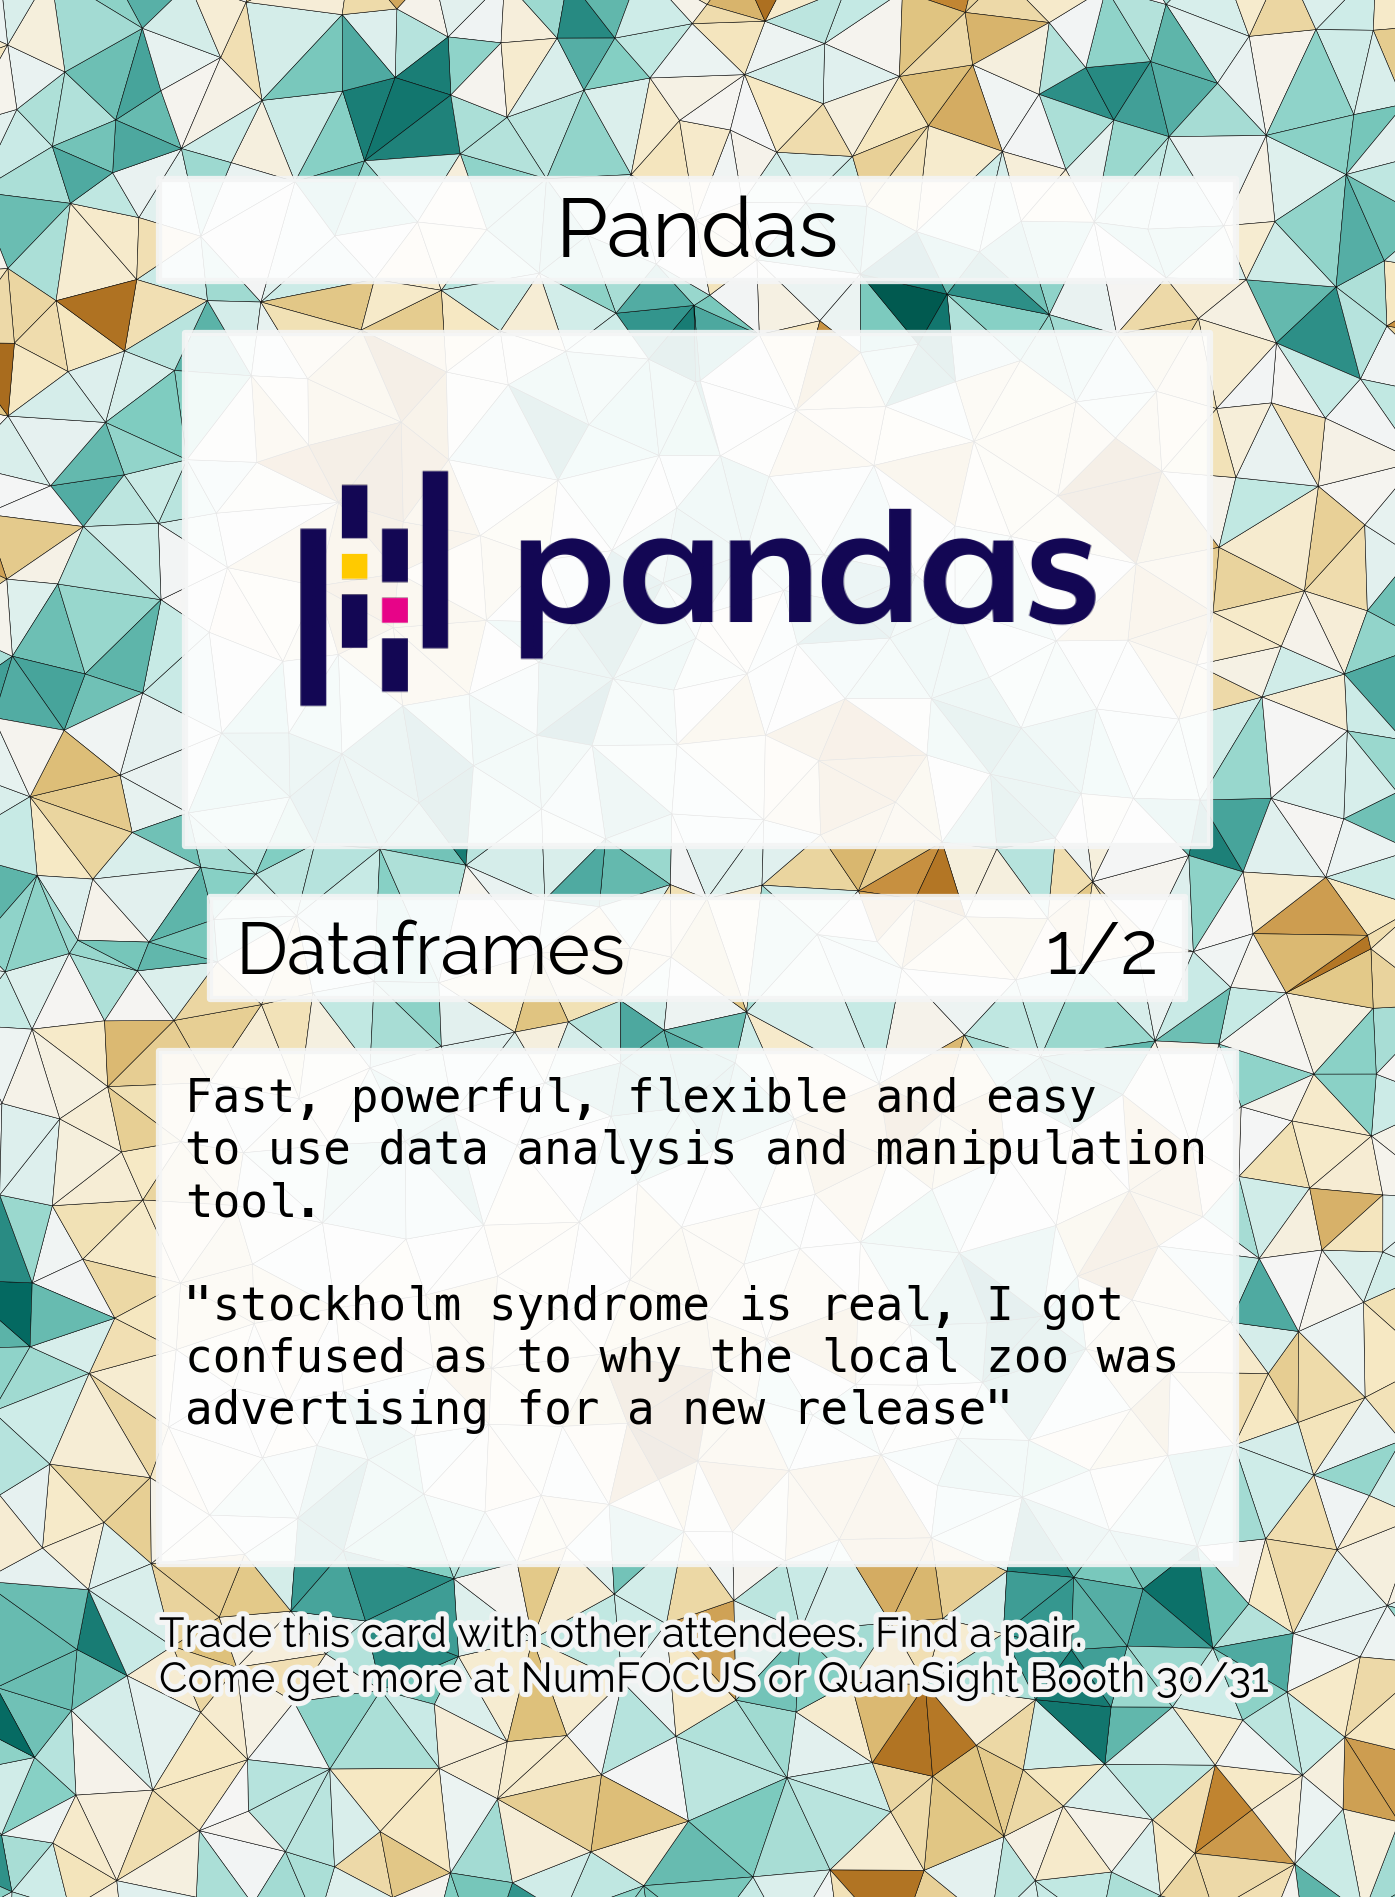 Pandas
pandas
Dataframes 1/2
Fast, powerful, flexible and easy
to use data analysis and manipulation
tool.
"stockholm syndrome is real, I got
confused as to why the local zoo was
advertising for a new release"
Trade this card with other attendees. Find a pair.
Come get more at NumFOCUS or QuanSight Booth 30/31